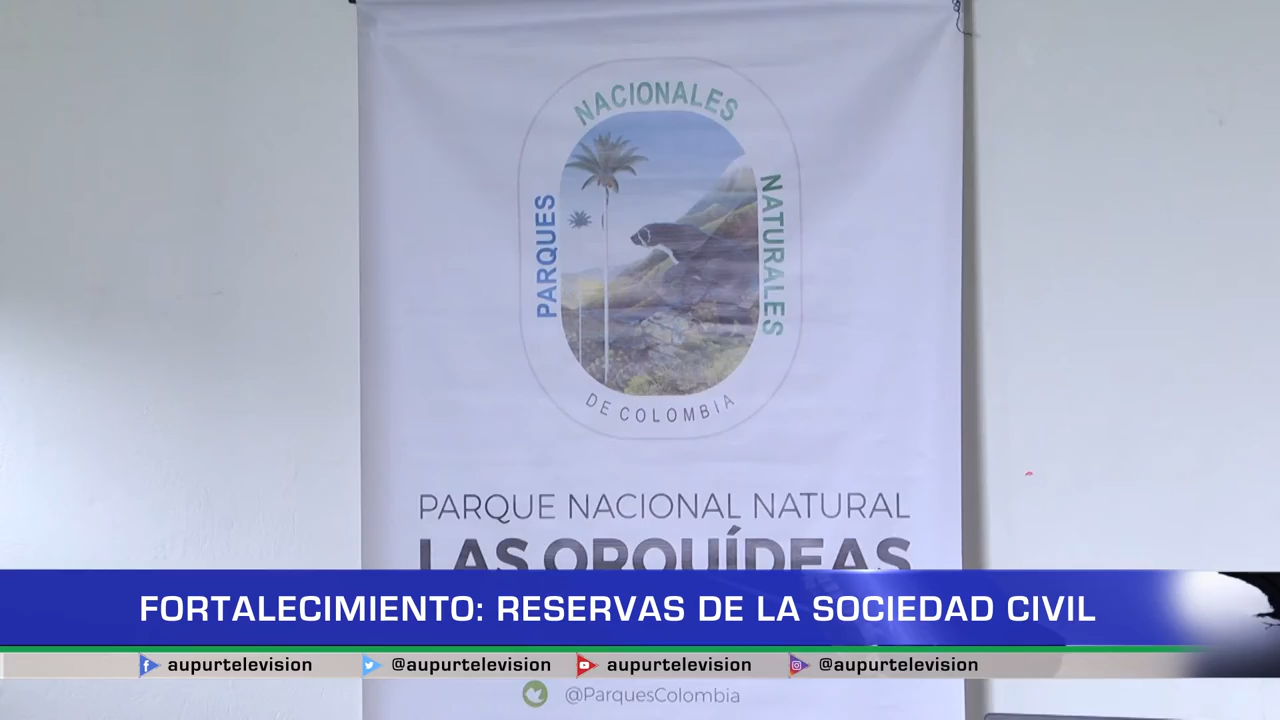 PARQUES
NACIONALES
NATURALES
DE COLOMBIA
PARQUE NACIONAL NATURAL
LAS ORQUÍDEAS
FORTALECIMIENTO: RESERVAS DE LA SOCIEDAD CIVIL
aupurtelevision @aupurtelevision aupurtelevision @aupurtelevision
@ParquesColombia